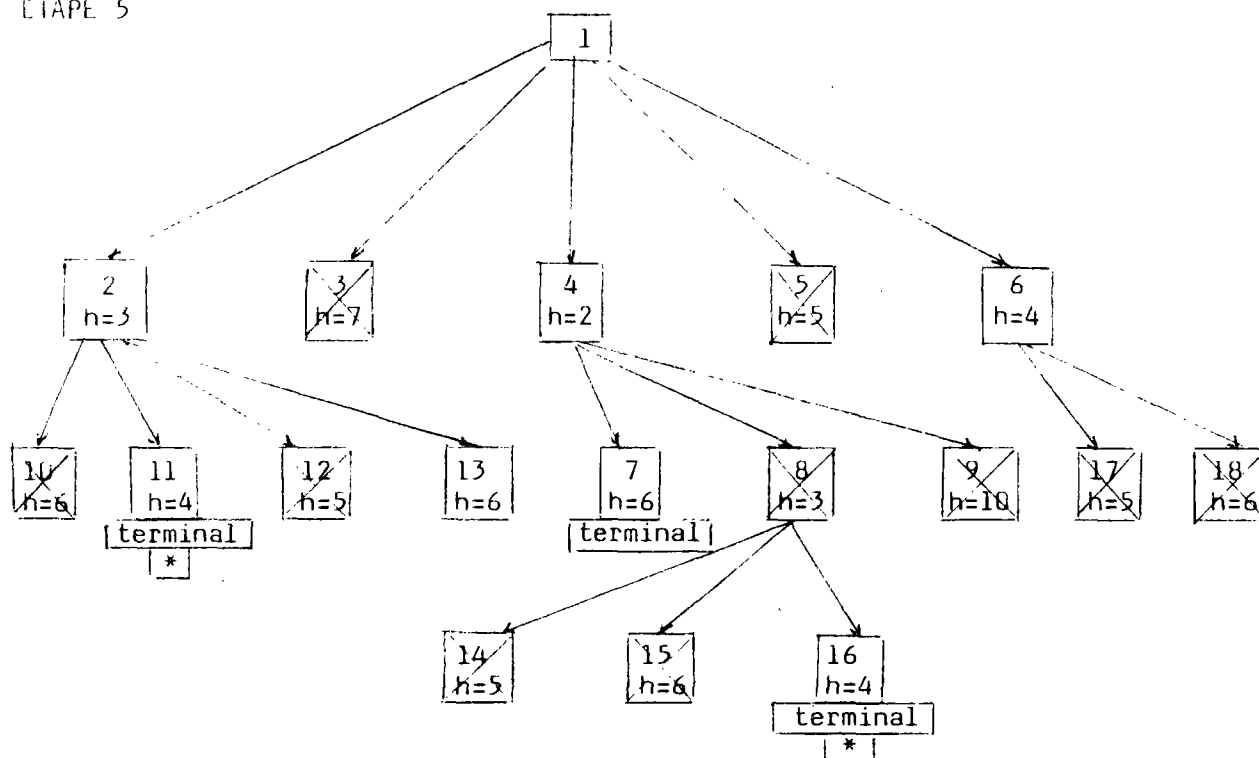 ETAPE 5
1
2
h=3
3
h=7
4
h=2
5
h=5
6
h=4
10
h=6
11
h=4
terminal
*
12
h=5
13
h=6
7
h=6
terminal
8
h=3
9
h=10
17
h=5
18
h=6
14
h=5
15
h=6
16
h=4
terminal
*